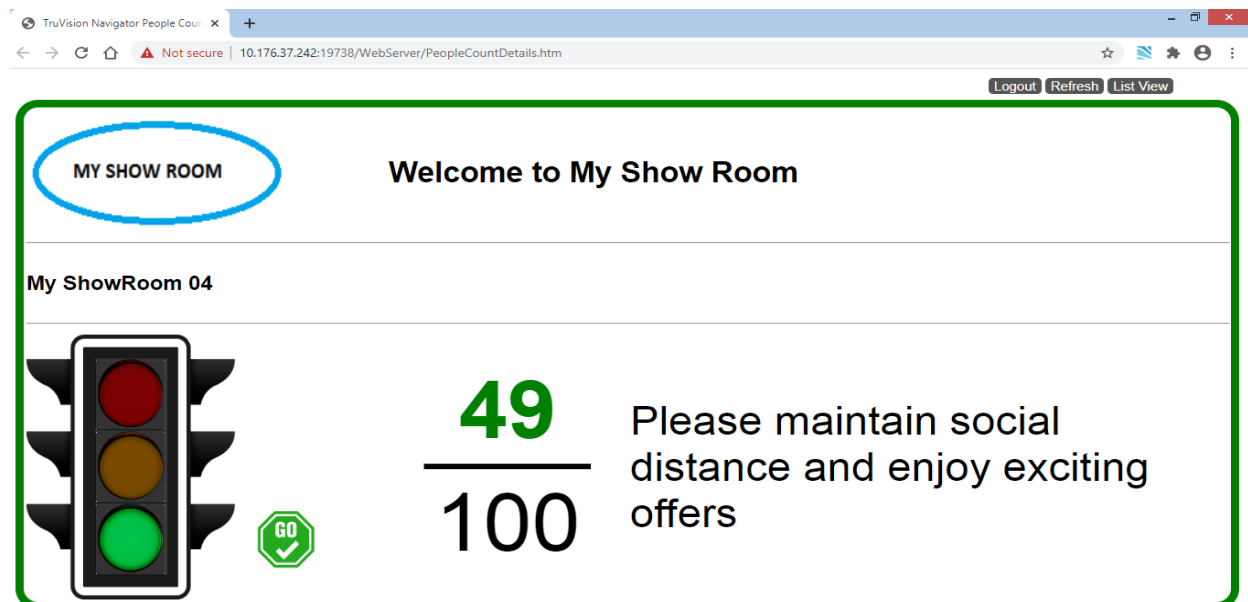 TruVision Navigator People Coun
Not secure | 10.176.37.242:19738/WebServer/PeopleCountDetails.htm
Logout Refresh List View
MY SHOW ROOM
Welcome to My Show Room
My ShowRoom 04
49
100
Please maintain social
distance and enjoy exciting
offers
GO